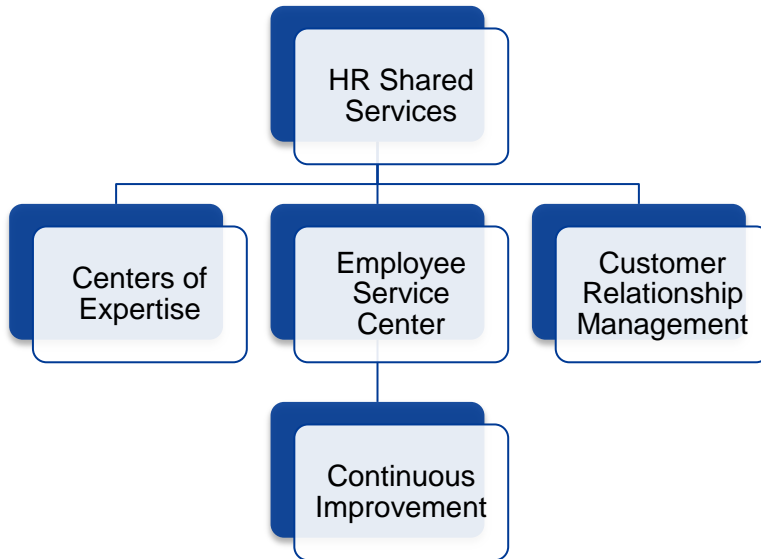 HR Shared
Services
Centers of
Expertise
Employee
Service
Center
Customer
Relationship
Management
Continuous
Improvement